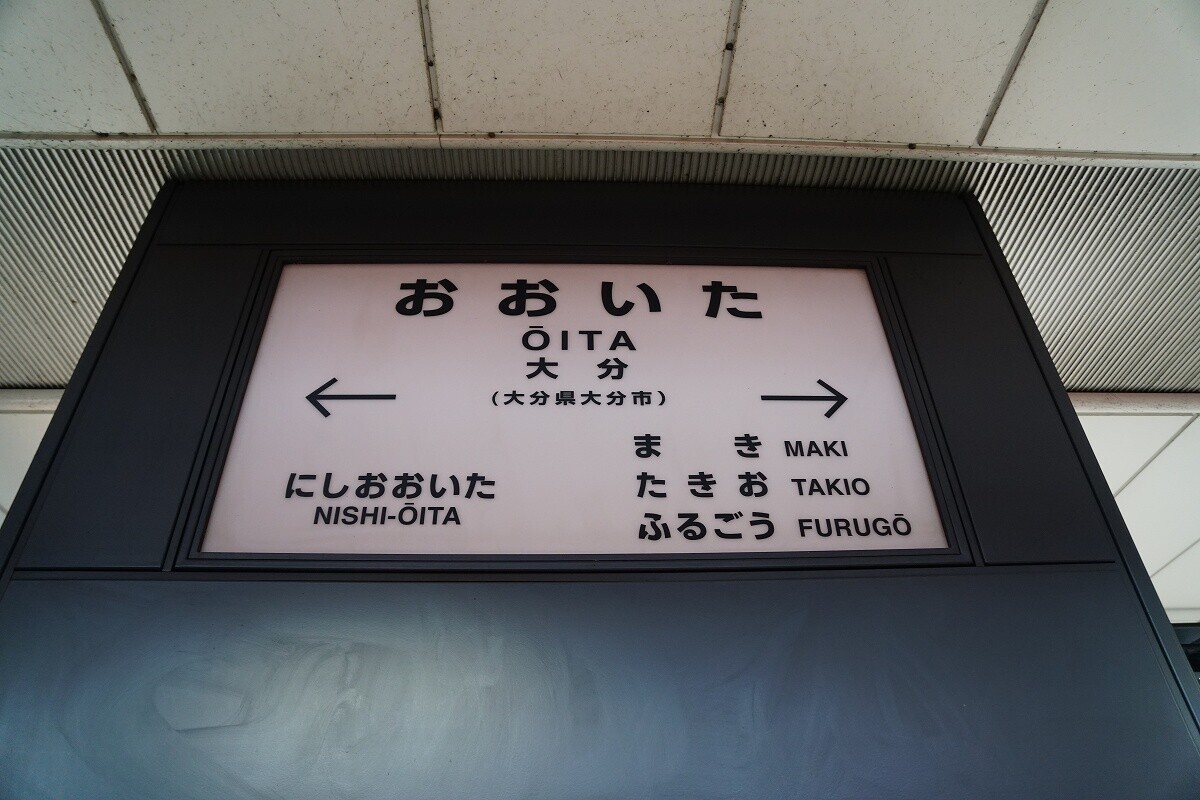 おおいた
ŌITA
大分
(大分県大分市)
← →
にしおおいた
NISHI-ŌITA
まき MAKI
たきお TAKIO
ふるごう FURUGŌ